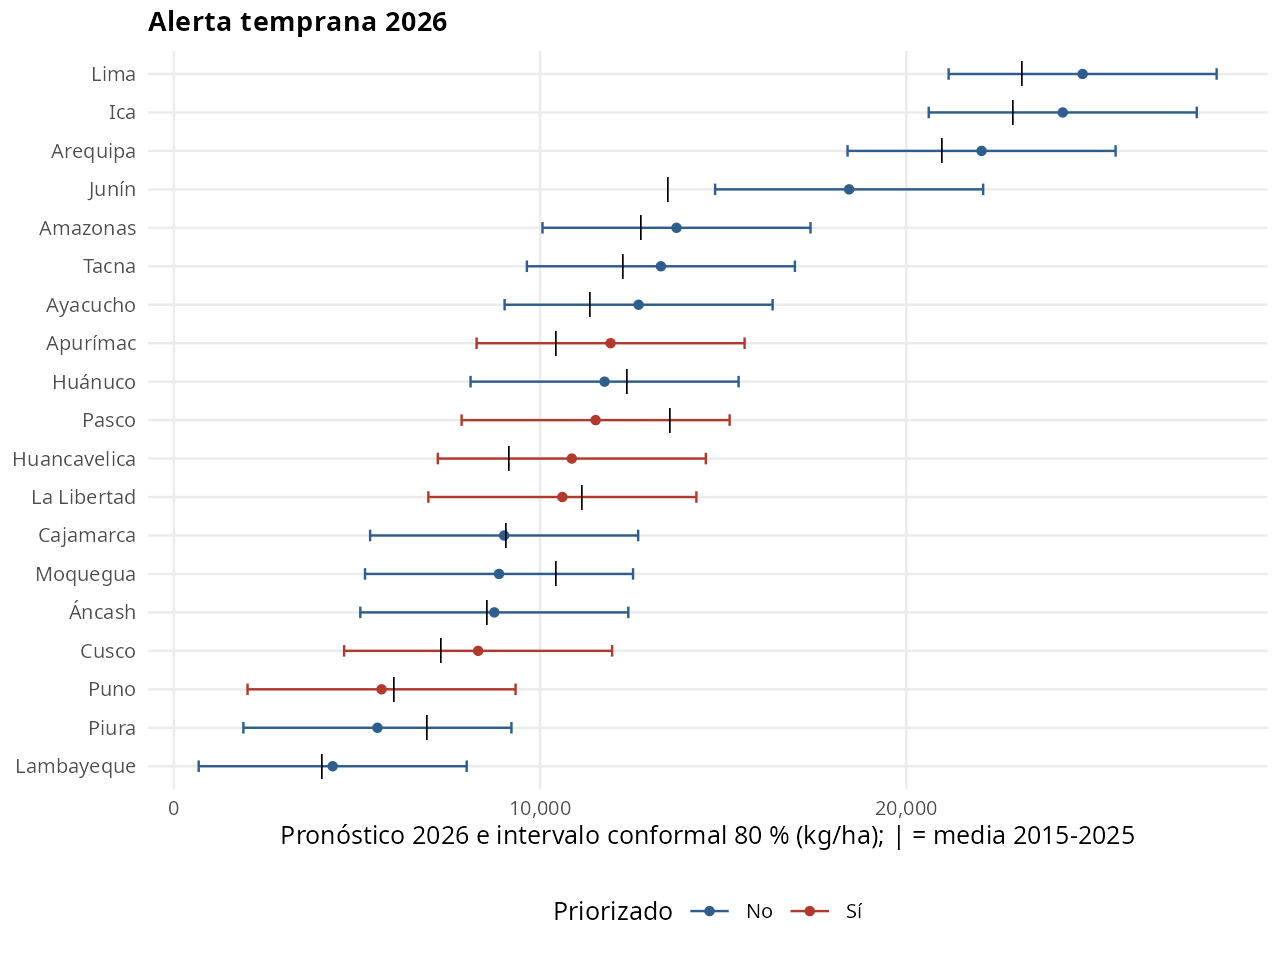 Alerta temprana 2026
Lima
Ica
Arequipa
Junín
Amazonas
Tacna
Ayacucho
Apurímac
Huánuco
Pasco
Huancavelica
La Libertad
Cajamarca
Moquegua
Áncash
Cusco
Puno
Piura
Lambayeque
0 10,000 20,000
Pronóstico 2026 e intervalo conformal 80 % (kg/ha); | = media 2015-2025
Priorizado No Sí